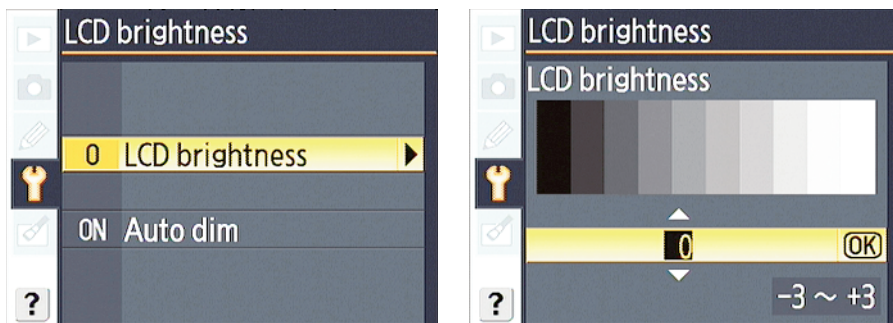 LCD brightness
0 LCD brightness
ON Auto dim
?
LCD brightness
LCD brightness
0 OK
?
-3 ~ +3